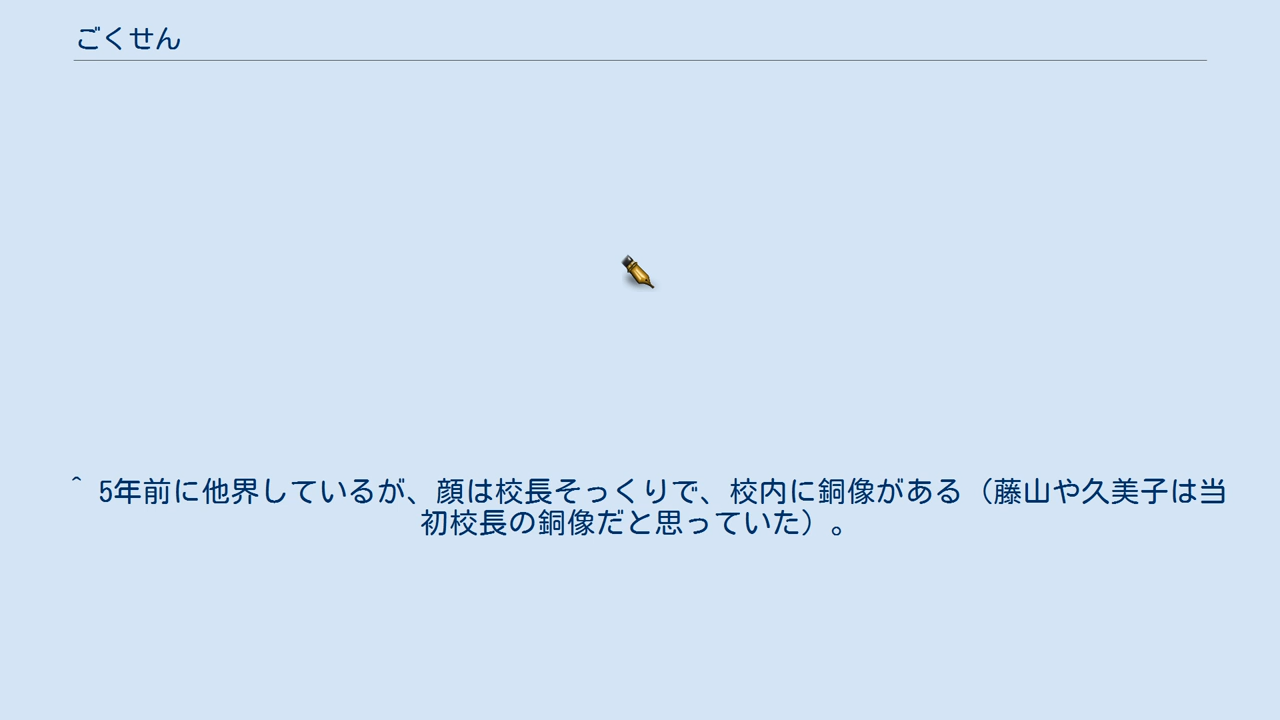 ごくせん
^ 5年前に他界しているが、顔は校長そっくりで、校内に銅像がある（藤山や久美子は当
初校長の銅像だと思っていた）。